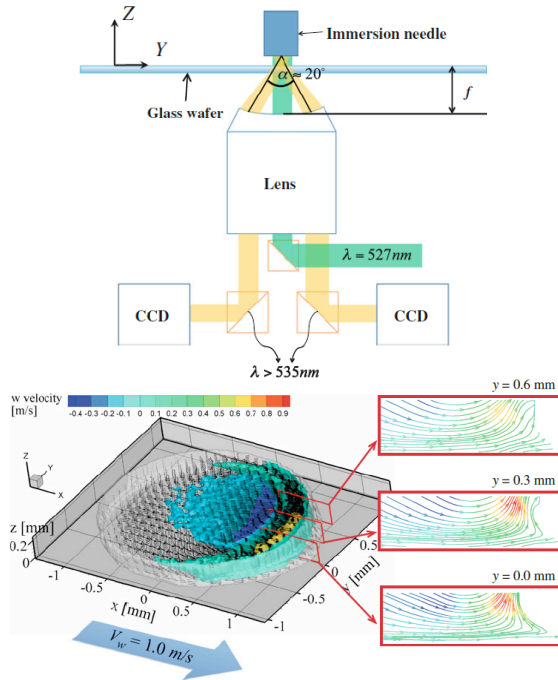 Z
Immersion needle
Y
α ≈ 20°
f
Glass wafer
Lens
λ = 527nm
CCD
CCD
λ > 535nm
w velocity
[m/s]
-0.4 -0.3 -0.2 -0.1 0 0.1 0.2 0.3 0.4 0.5 0.6 0.7 0.8 0.9
y = 0.6 mm
Z
Y
X
y = 0.3 mm
z [mm]
0.2
0
-1
-0.5
0
0.5
1
x [mm]
-1
-0.5
0
0.5
[mm]
y = 0.0 mm
V_w = 1.0 m/s